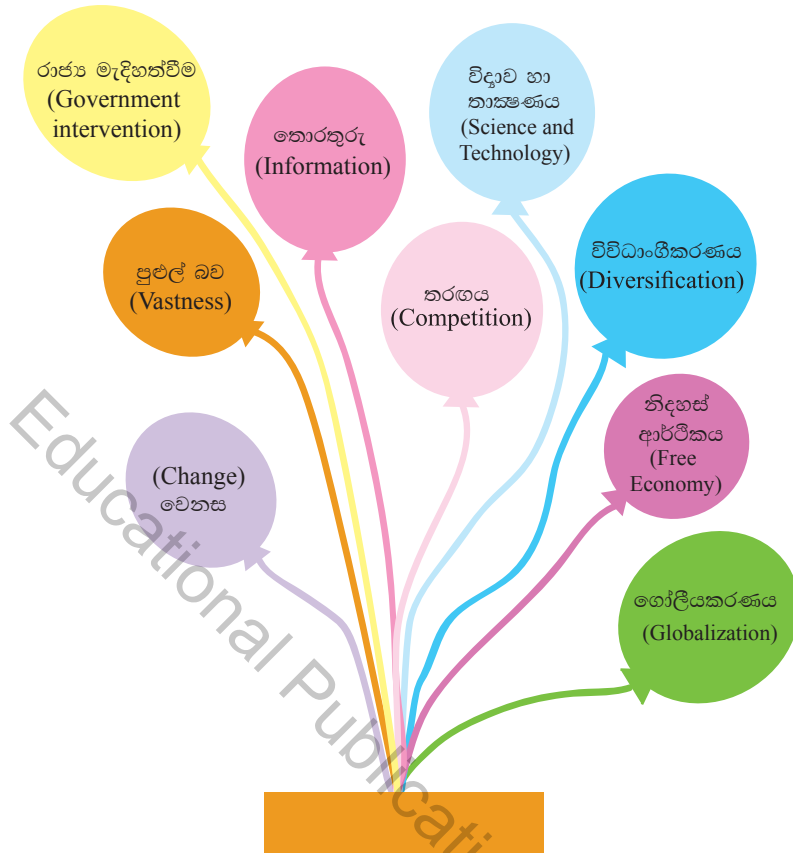 රාජ්‍ය මැදිහත්වීම
(Government
intervention)
තොරතුරු
(Information)
විද්‍යාව හා
තාක්‍ෂණය
(Science and
Technology)
පුළුල් බව
(Vastness)
තරඟය
(Competition)
විවිධාංගීකරණය
(Diversification)
(Change)
වෙනස
නිදහස්
ආර්ථිකය
(Free
Economy)
ගෝලීයකරණය
(Globalization)
Educational Publicati